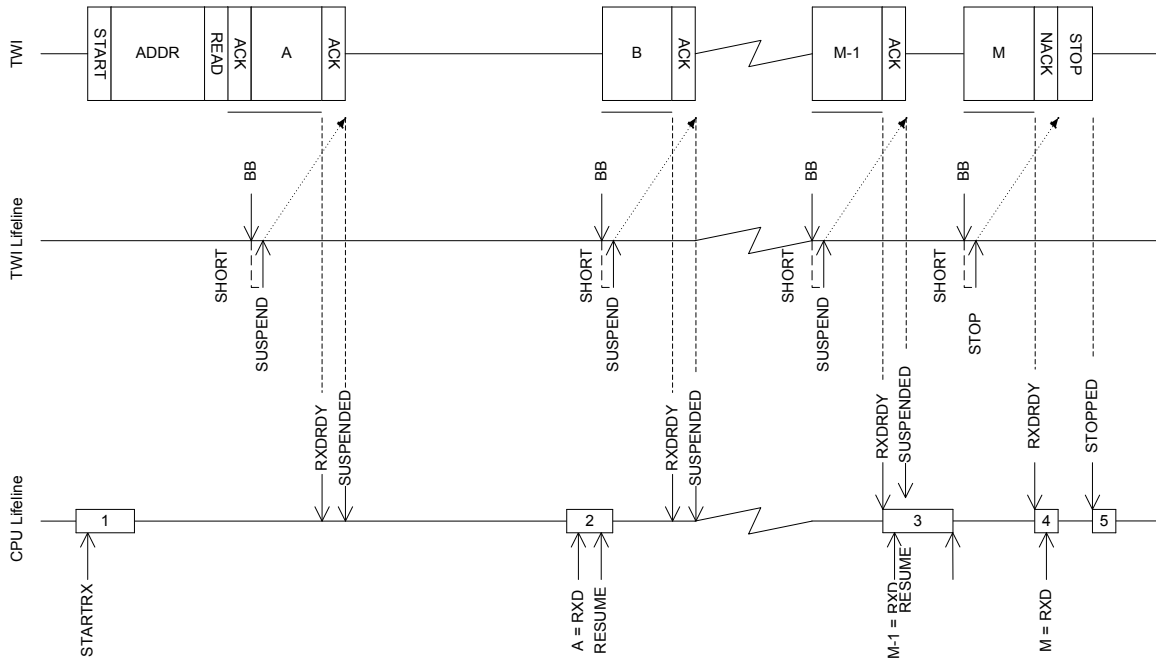 TWI
START
ADDR
READ
ACK
A
ACK
B
ACK
M-1
ACK
M
NACK
STOP
TWI Lifeline
BB
SHORT
SUSPEND
BB
SHORT
SUSPEND
BB
SHORT
SUSPEND
BB
SHORT
STOP
RXDRDY
SUSPENDED
RXDRDY
SUSPENDED
RXDRDY
SUSPENDED
RXDRDY
STOPPED
CPU Lifeline
1
2
3
4
5
STARTRX
A = RXD
RESUME
M-1 = RXD
RESUME
M = RXD